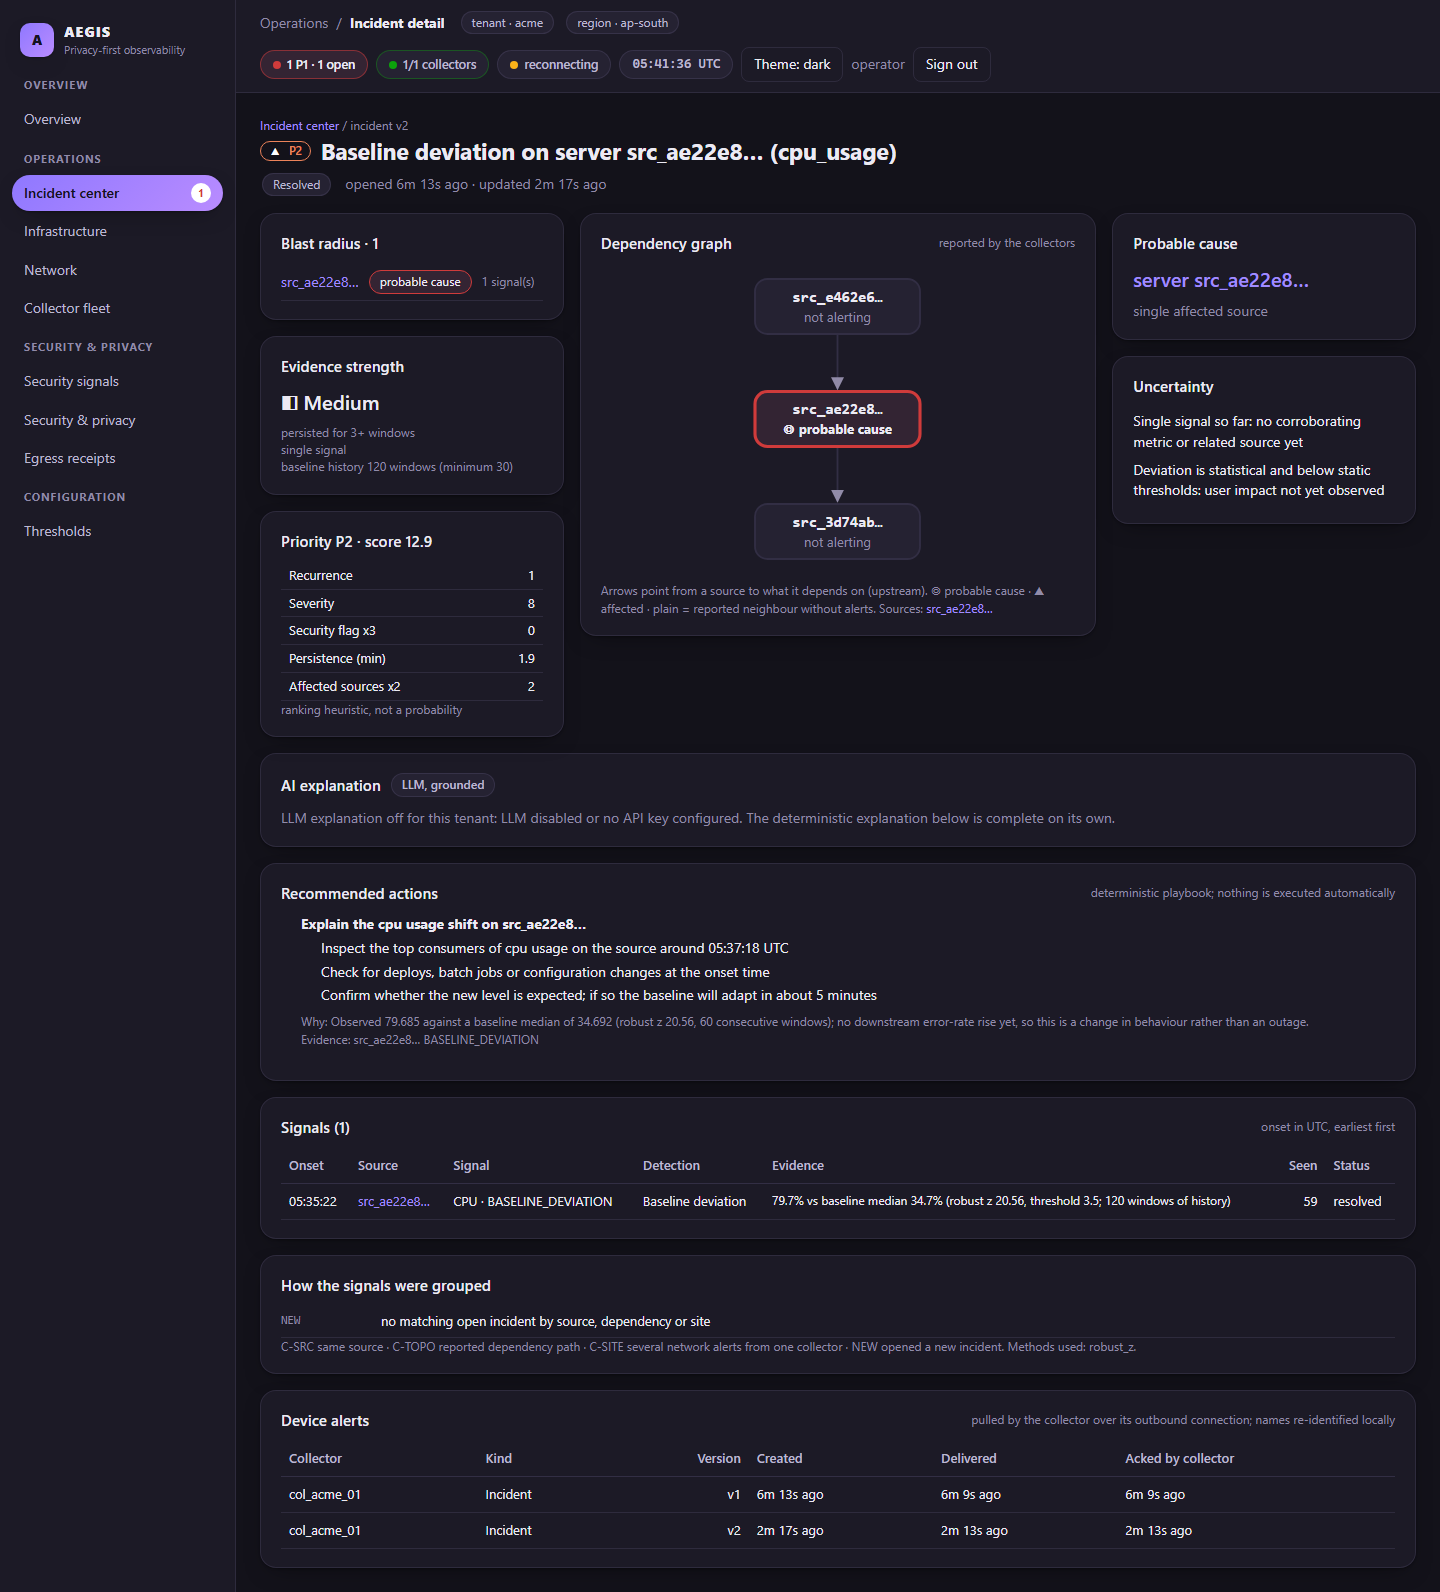 A
AEGIS
Privacy-first observability
OVERVIEW
Overview
OPERATIONS
Incident center 1
Infrastructure
Network
Collector fleet
SECURITY & PRIVACY
Security signals
Security & privacy
Egress receipts
CONFIGURATION
Thresholds
Operations / Incident detail tenant · acme region · ap-south
1 P1 · 1 open 1/1 collectors reconnecting 05:41:36 UTC Theme: dark operator Sign out
Incident center / incident v2
▲ P2 Baseline deviation on server src_ae22e8… (cpu_usage)
Resolved opened 6m 13s ago · updated 2m 17s ago
Blast radius · 1
src_ae22e8… probable cause 1 signal(s)
Evidence strength
Medium
persisted for 3+ windows
single signal
baseline history 120 windows (minimum 30)
Priority P2 · score 12.9
Recurrence 1
Severity 8
Security flag x3 0
Persistence (min) 1.9
Affected sources x2 2
ranking heuristic, not a probability
Dependency graph reported by the collectors
src_e462e6…
not alerting
src_ae22e8…
◎ probable cause
src_3d74ab…
not alerting
Arrows point from a source to what it depends on (upstream). ◎ probable cause · ▲
affected · plain = reported neighbour without alerts. Sources: src_ae22e8…
Probable cause
server src_ae22e8…
single affected source
Uncertainty
Single signal so far: no corroborating
metric or related source yet
Deviation is statistical and below static
thresholds: user impact not yet observed
AI explanation LLM, grounded
LLM explanation off for this tenant: LLM disabled or no API key configured. The deterministic explanation below is complete on its own.
Recommended actions deterministic playbook; nothing is executed automatically
Explain the cpu usage shift on src_ae22e8…
Inspect the top consumers of cpu usage on the source around 05:37:18 UTC
Check for deploys, batch jobs or configuration changes at the onset time
Confirm whether the new level is expected; if so the baseline will adapt in about 5 minutes
Why: Observed 79.685 against a baseline median of 34.692 (robust z 20.56, 60 consecutive windows); no downstream error-rate rise yet, so this is a change in behaviour rather than an outage.
Evidence: src_ae22e8… BASELINE_DEVIATION
Signals (1) onset in UTC, earliest first
Onset Source Signal Detection Evidence Seen Status
05:35:22 src_ae22e8… CPU · BASELINE_DEVIATION Baseline deviation 79.7% vs baseline median 34.7% (robust z 20.56, threshold 3.5; 120 windows of history) 59 resolved
How the signals were grouped
NEW no matching open incident by source, dependency or site
C-SRC same source · C-TOPO reported dependency path · C-SITE several network alerts from one collector · NEW opened a new incident. Methods used: robust_z.
Device alerts pulled by the collector over its outbound connection; names re-identified locally
Collector Kind Version Created Delivered Acked by collector
col_acme_01 Incident v1 6m 13s ago 6m 9s ago 6m 9s ago
col_acme_01 Incident v2 2m 17s ago 2m 13s ago 2m 13s ago